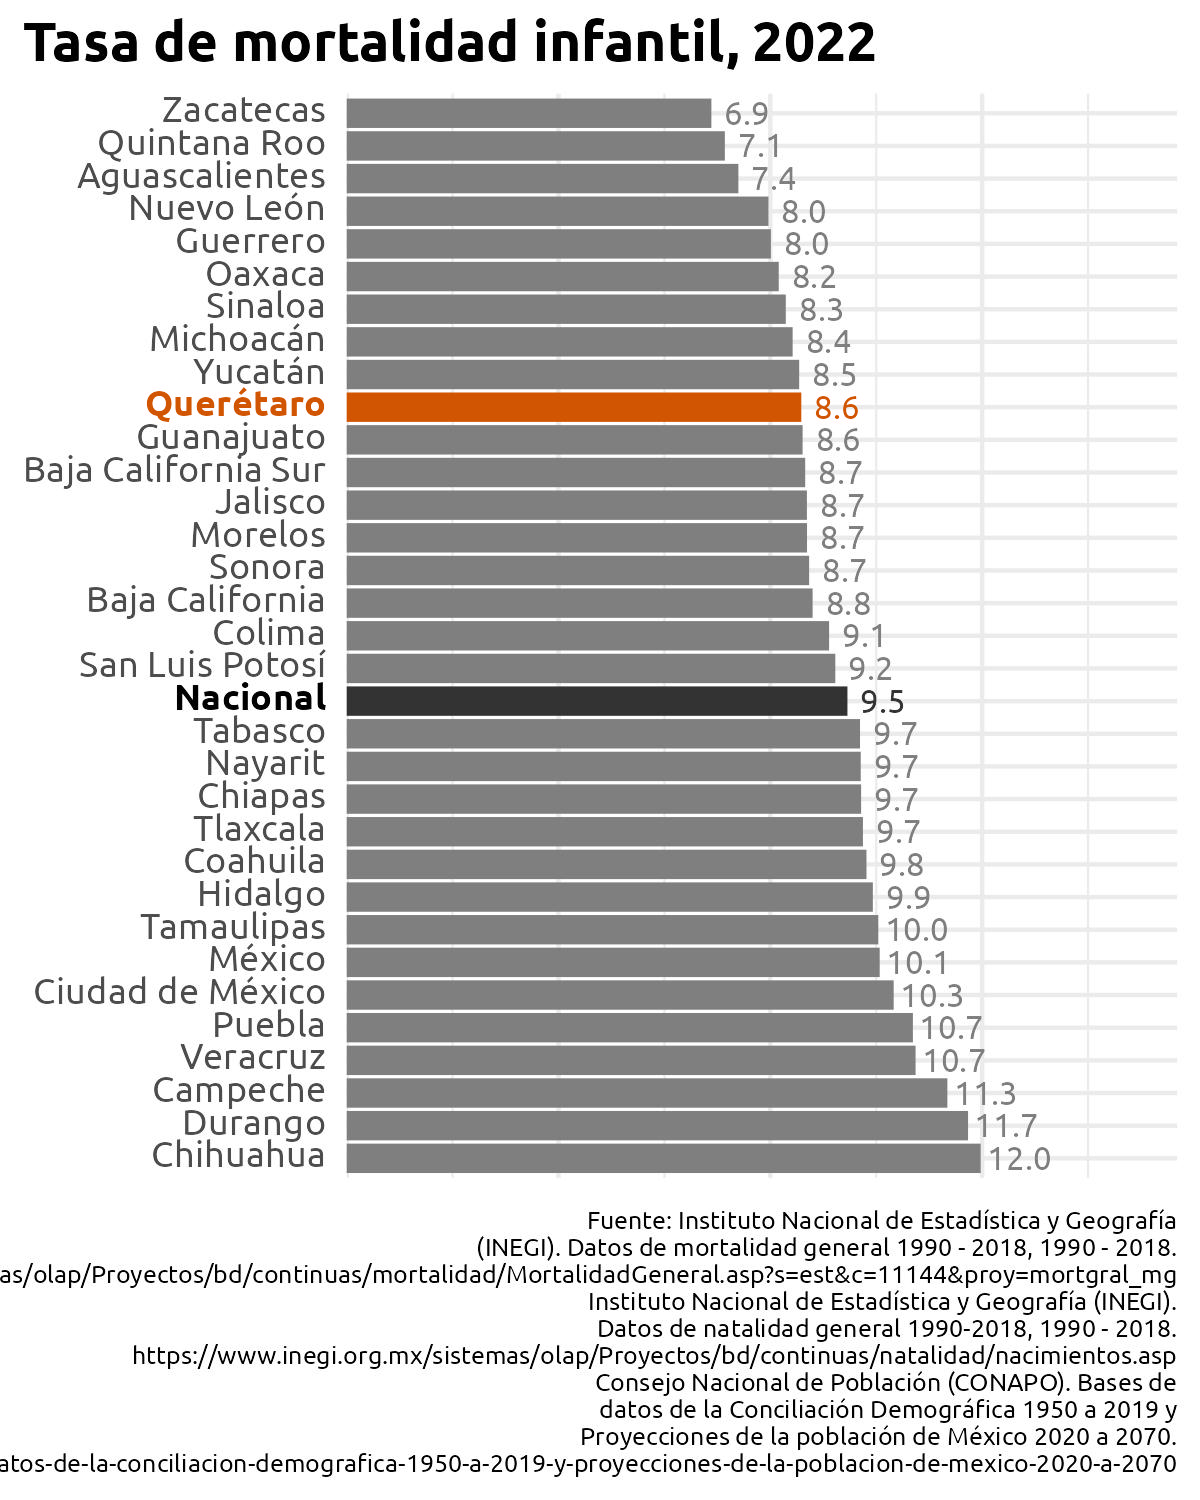 Tasa de mortalidad infantil, 2022
Zacatecas 6.9
Quintana Roo 7.1
Aguascalientes 7.4
Nuevo León 8.0
Guerrero 8.0
Oaxaca 8.2
Sinaloa 8.3
Michoacán 8.4
Yucatán 8.5
Querétaro 8.6
Guanajuato 8.6
Baja California Sur 8.7
Jalisco 8.7
Morelos 8.7
Sonora 8.7
Baja California 8.8
Colima 9.1
San Luis Potosí 9.2
Nacional 9.5
Tabasco 9.7
Nayarit 9.7
Chiapas 9.7
Tlaxcala 9.7
Coahuila 9.8
Hidalgo 9.9
Tamaulipas 10.0
México 10.1
Ciudad de México 10.3
Puebla 10.7
Veracruz 10.7
Campeche 11.3
Durango 11.7
Chihuahua 12.0
Fuente: Instituto Nacional de Estadística y Geografía
(INEGI). Datos de mortalidad general 1990 - 2018, 1990 - 2018.
as/olap/Proyectos/bd/continuas/mortalidad/MortalidadGeneral.asp?s=est&c=11144&proy=mortgral_mg
Instituto Nacional de Estadística y Geografía (INEGI).
Datos de natalidad general 1990-2018, 1990 - 2018.
https://www.inegi.org.mx/sistemas/olap/Proyectos/bd/continuas/natalidad/nacimientos.asp
Consejo Nacional de Población (CONAPO). Bases de
datos de la Conciliación Demográfica 1950 a 2019 y
Proyecciones de la población de México 2020 a 2070.
atos-de-la-conciliacion-demografica-1950-a-2019-y-proyecciones-de-la-poblacion-de-mexico-2020-a-2070